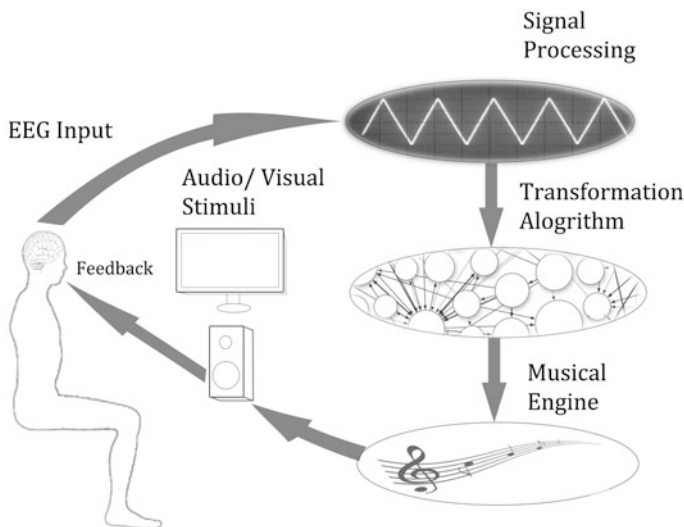 Signal
Processing
EEG Input
Audio/ Visual
Stimuli
Transformation
Alogrithm
Feedback
Musical
Engine